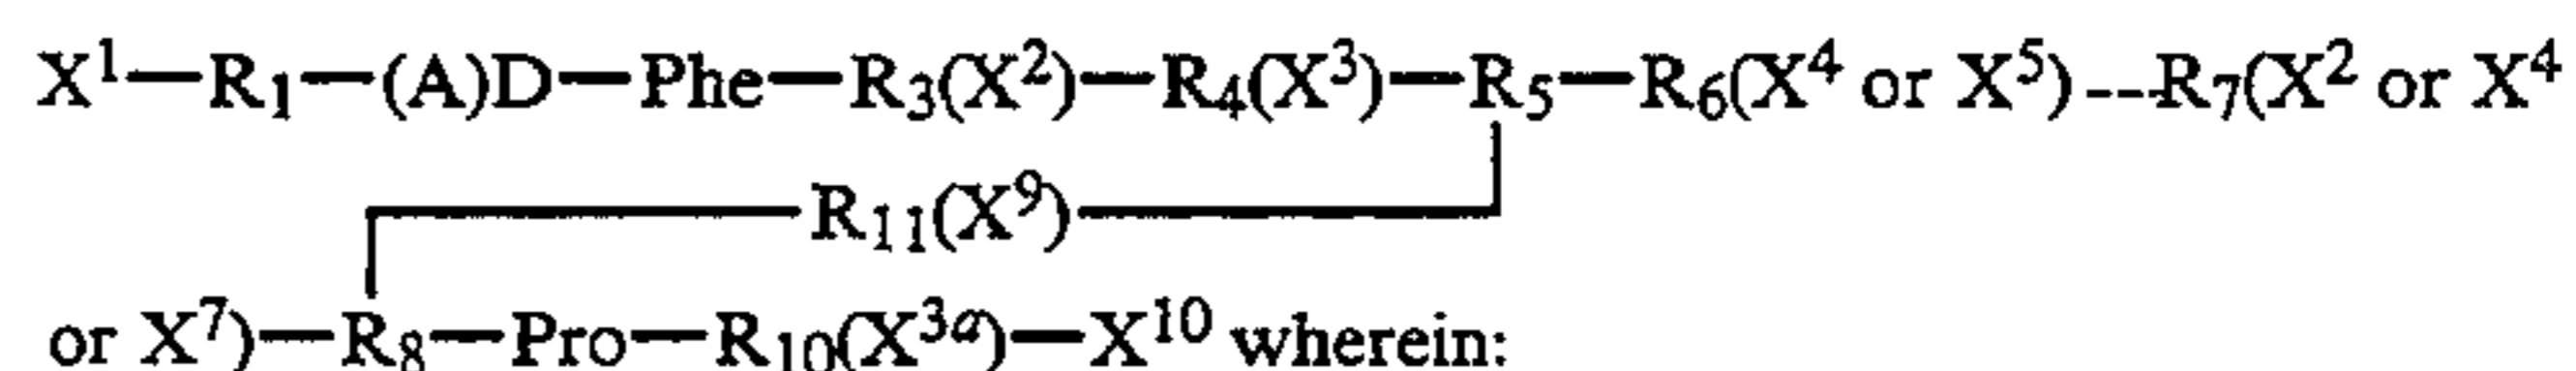 X¹—R₁—(A)D—Phe—R₃(X²)—R₄(X³)—R₅—R₆(X⁴ or X⁵)---R₇(X² or X⁴
R₁₁(X⁹)
or X⁷)—R₈—Pro—R₁₀(X³ᵃ)—X¹⁰ wherein: